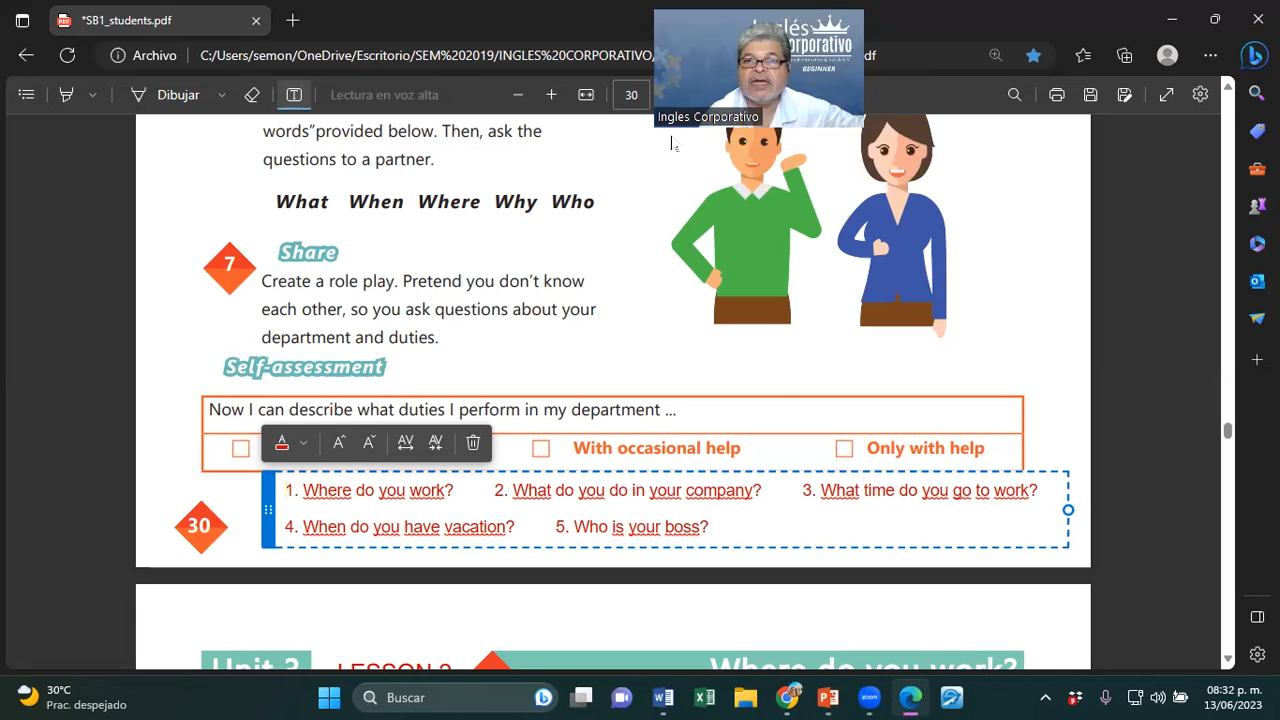 *SB1_students.pdf
Archivo
C:/Users/semon/OneDrive/Escritorio/SEM%202019/INGLES%20CORPORATIVO/
df
Dibujar
Lectura en voz alta
30
Inglés
Corporativo
BEGINNER
Ingles Corporativo
words”provided below. Then, ask the
questions to a partner.
What When Where Why Who
7
Share
Create a role play. Pretend you don’t know
each other, so you ask questions about your
department and duties.
Self-assessment
Now I can describe what duties I perform in my department ...
With occasional help
Only with help
1. Where do you work? 2. What do you do in your company? 3. What time do you go to work?
4. When do you have vacation? 5. Who is your boss?
30
Unit 3
LESSON 2
Where do you work?
30°C
Prac. despejado
Buscar
zoom
08:32 p. m.
13/06/2023